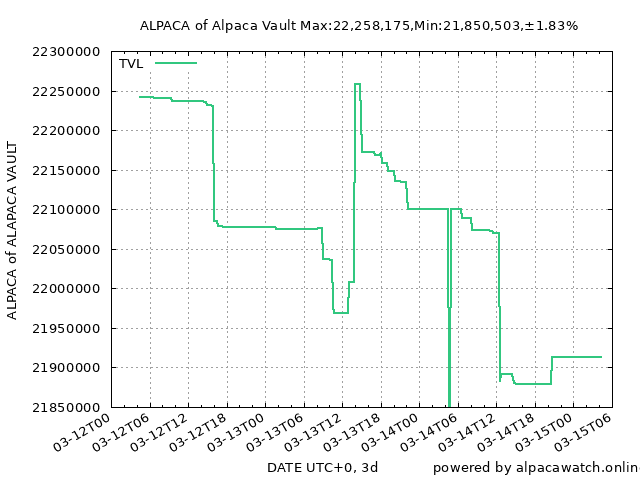 ALPACA of Alpaca Vault Max:22,258,175,Min:21,850,503,±1.83%
TVL
22300000
22250000
22200000
22150000
22100000
22050000
22000000
21950000
21900000
21850000
ALPACA of ALAPACA VAULT
03-12T00
03-12T06
03-12T12
03-12T18
03-13T00
03-13T06
03-13T12
03-13T18
03-14T00
03-14T06
03-14T12
03-14T18
03-15T00
03-15T06
DATE UTC+0, 3d
powered by alpacawatch.online